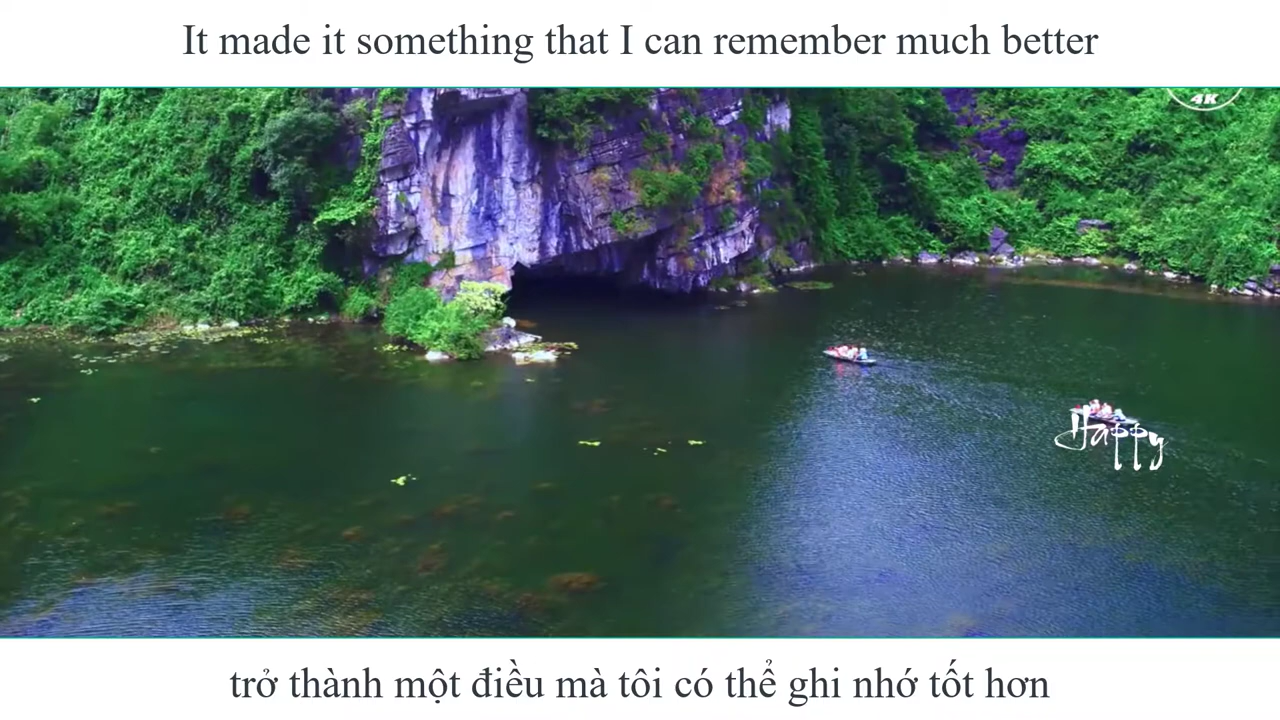 It made it something that I can remember much better
4K
Happy
trở thành một điều mà tôi có thể ghi nhớ tốt hơn